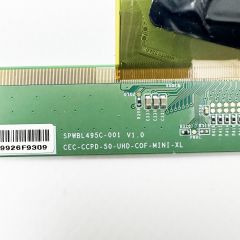 SPWBL495C-001 V1.0
CEC-CCPD-50-UHD-COF-MINI-XL
9926F9309